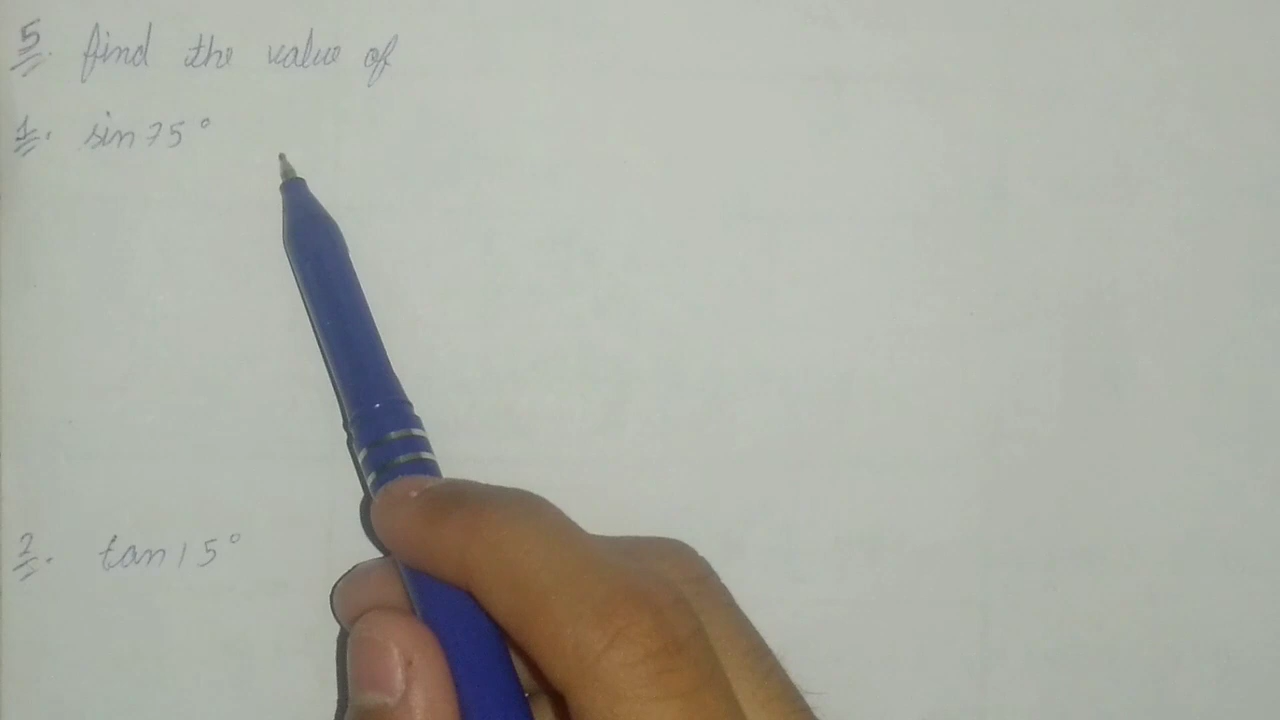 5. find the value of
1. sin 75°
2. tan 15°